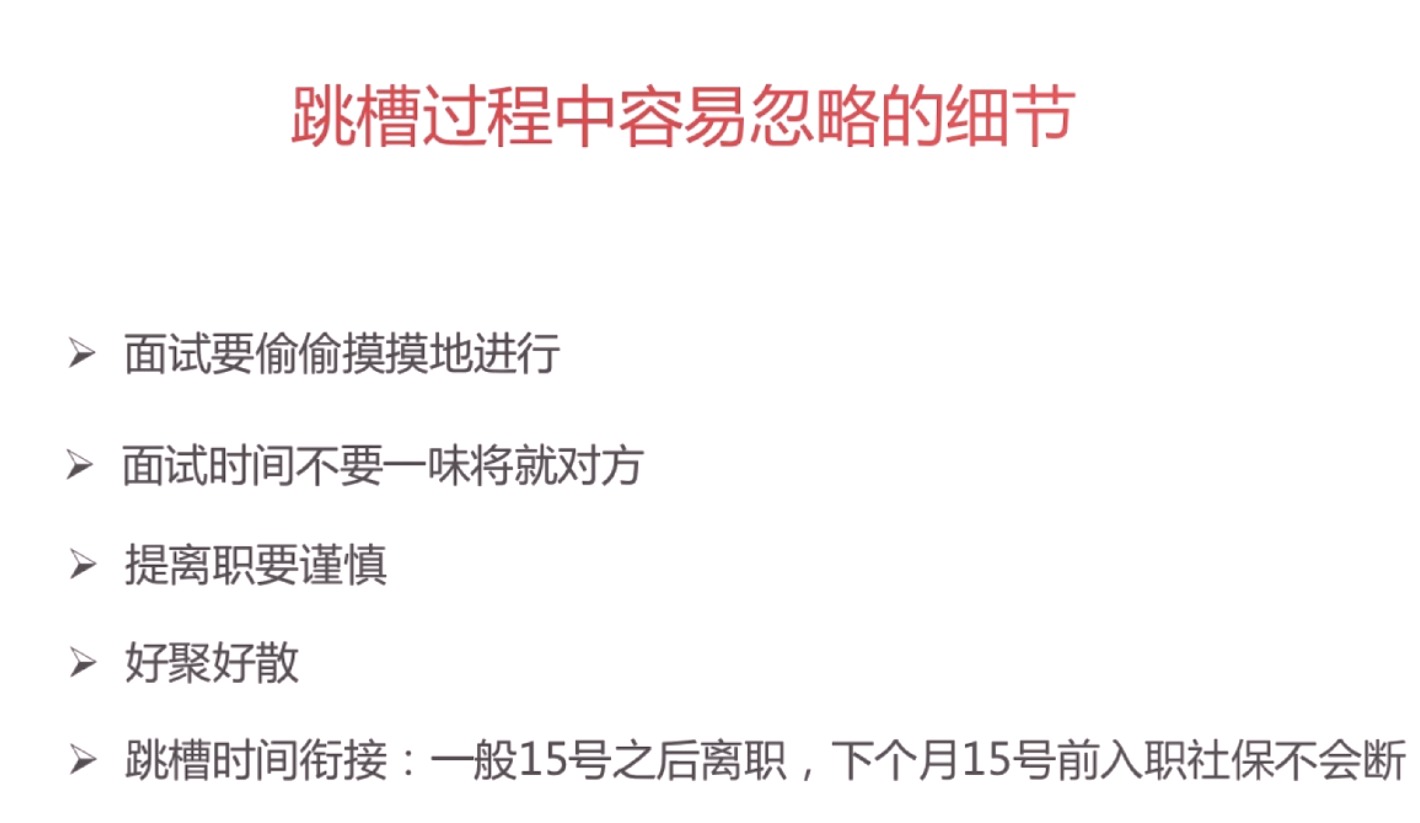 跳槽过程中容易忽略的细节
➢ 面试要偷偷摸摸地进行
➢ 面试时间不要一味将就对方
➢ 提离职要谨慎
➢ 好聚好散
➢ 跳槽时间衔接：一般15号之后离职，下个月15号前入职社保不会断